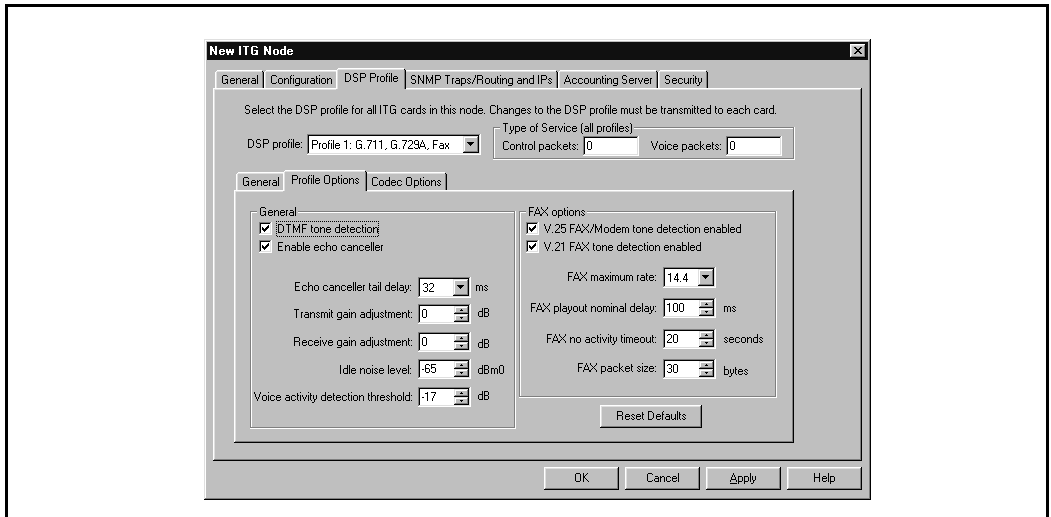 New ITG Node
General Configuration DSP Profile SNMP Traps/Routing and IPs Accounting Server Security
Select the DSP profile for all ITG cards in this node. Changes to the DSP profile must be transmitted to each card.
Type of Service (all profiles)
DSP profile: Profile 1: G.711, G.729A, Fax Control packets: 0 Voice packets: 0
General Profile Options Codec Options
General
DTMF tone detection
Enable echo canceller
Echo canceller tail delay: 32 ms
Transmit gain adjustment: 0 dB
Receive gain adjustment: 0 dB
Idle noise level: -65 dBm0
Voice activity detection threshold: -17 dB
FAX options
V.25 FAX/Modem tone detection enabled
V.21 FAX tone detection enabled
FAX maximum rate: 14.4
FAX playout nominal delay: 100 ms
FAX no activity timeout: 20 seconds
FAX packet size: 30 bytes
Reset Defaults
OK Cancel Apply Help